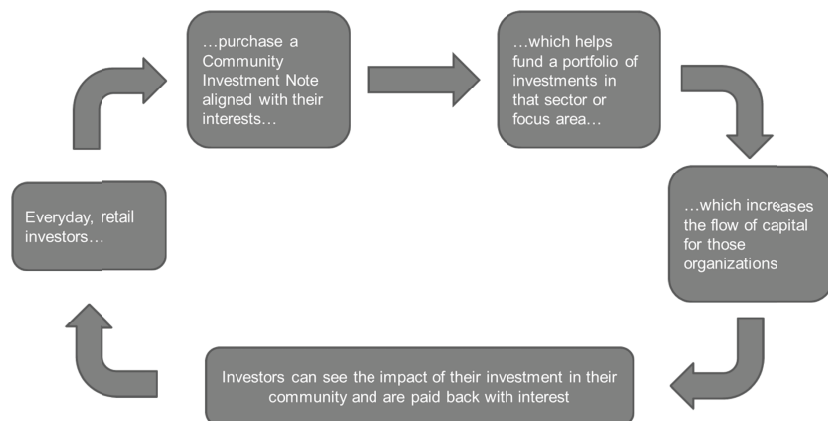 Everyday, retail
investors…
…purchase a
Community
Investment Note
aligned with their
interests…
…which helps
fund a portfolio of
investments in
that sector or
focus area…
…which increases
the flow of capital
for those
organizations
Investors can see the impact of their investment in their
community and are paid back with interest